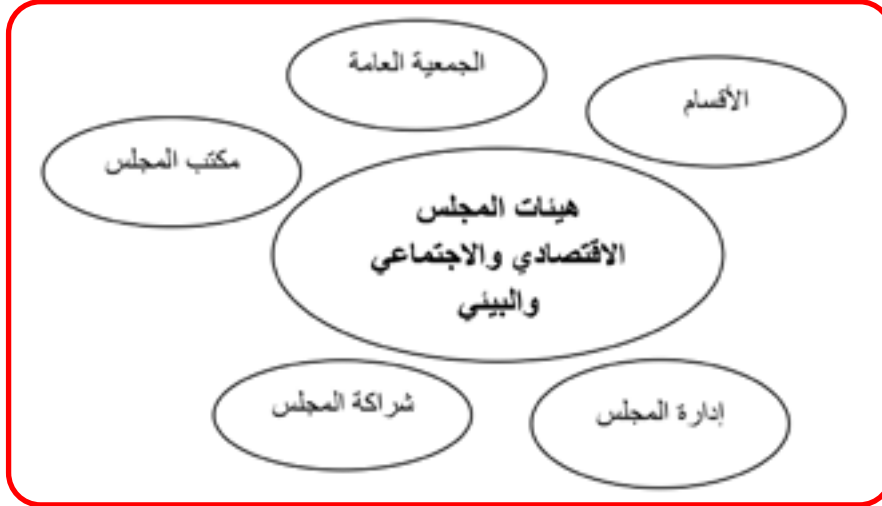 الجمعية العامة
الأقسام
مكتب المجلس
هيئات المجلس
الاقتصادي والاجتماعي
والبيئي
شراكة المجلس
إدارة المجلس